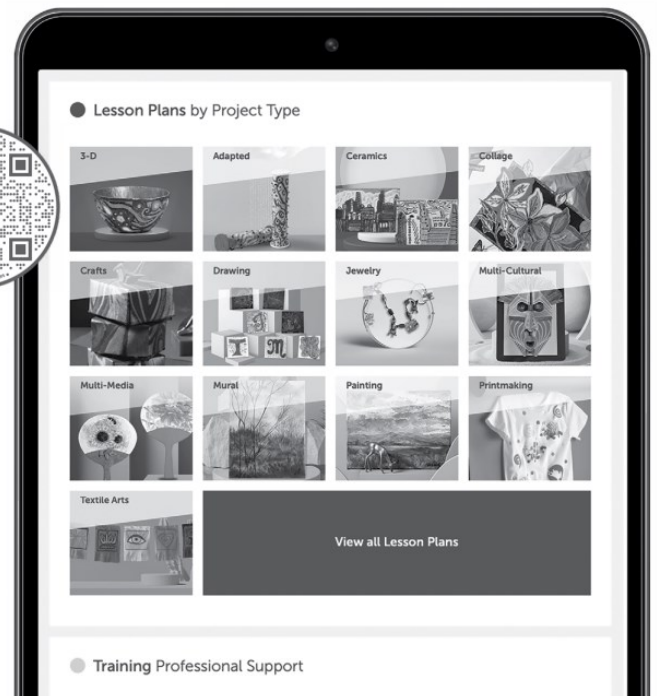 Lesson Plans by Project Type
3-D
Adapted
Ceramics
Collage
Crafts
Drawing
Jewelry
Multi-Cultural
Multi-Media
Mural
Painting
Printmaking
Textile Arts
View all Lesson Plans
Training Professional Support